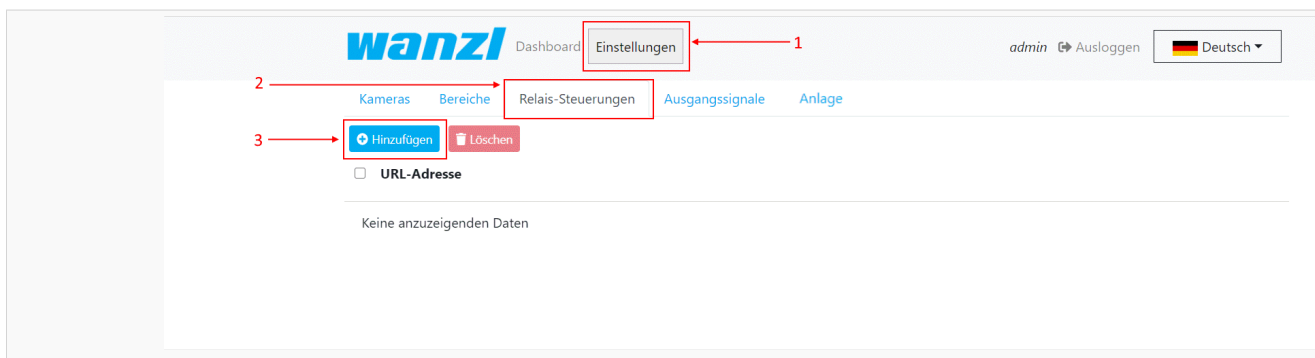 wanzl Dashboard Einstellungen 1 admin Ausloggen Deutsch
2
Kameras Bereiche Relais-Steuerungen Ausgangssignale Anlage
3 Hinzufügen Löschen
URL-Adresse
Keine anzuzeigenden Daten